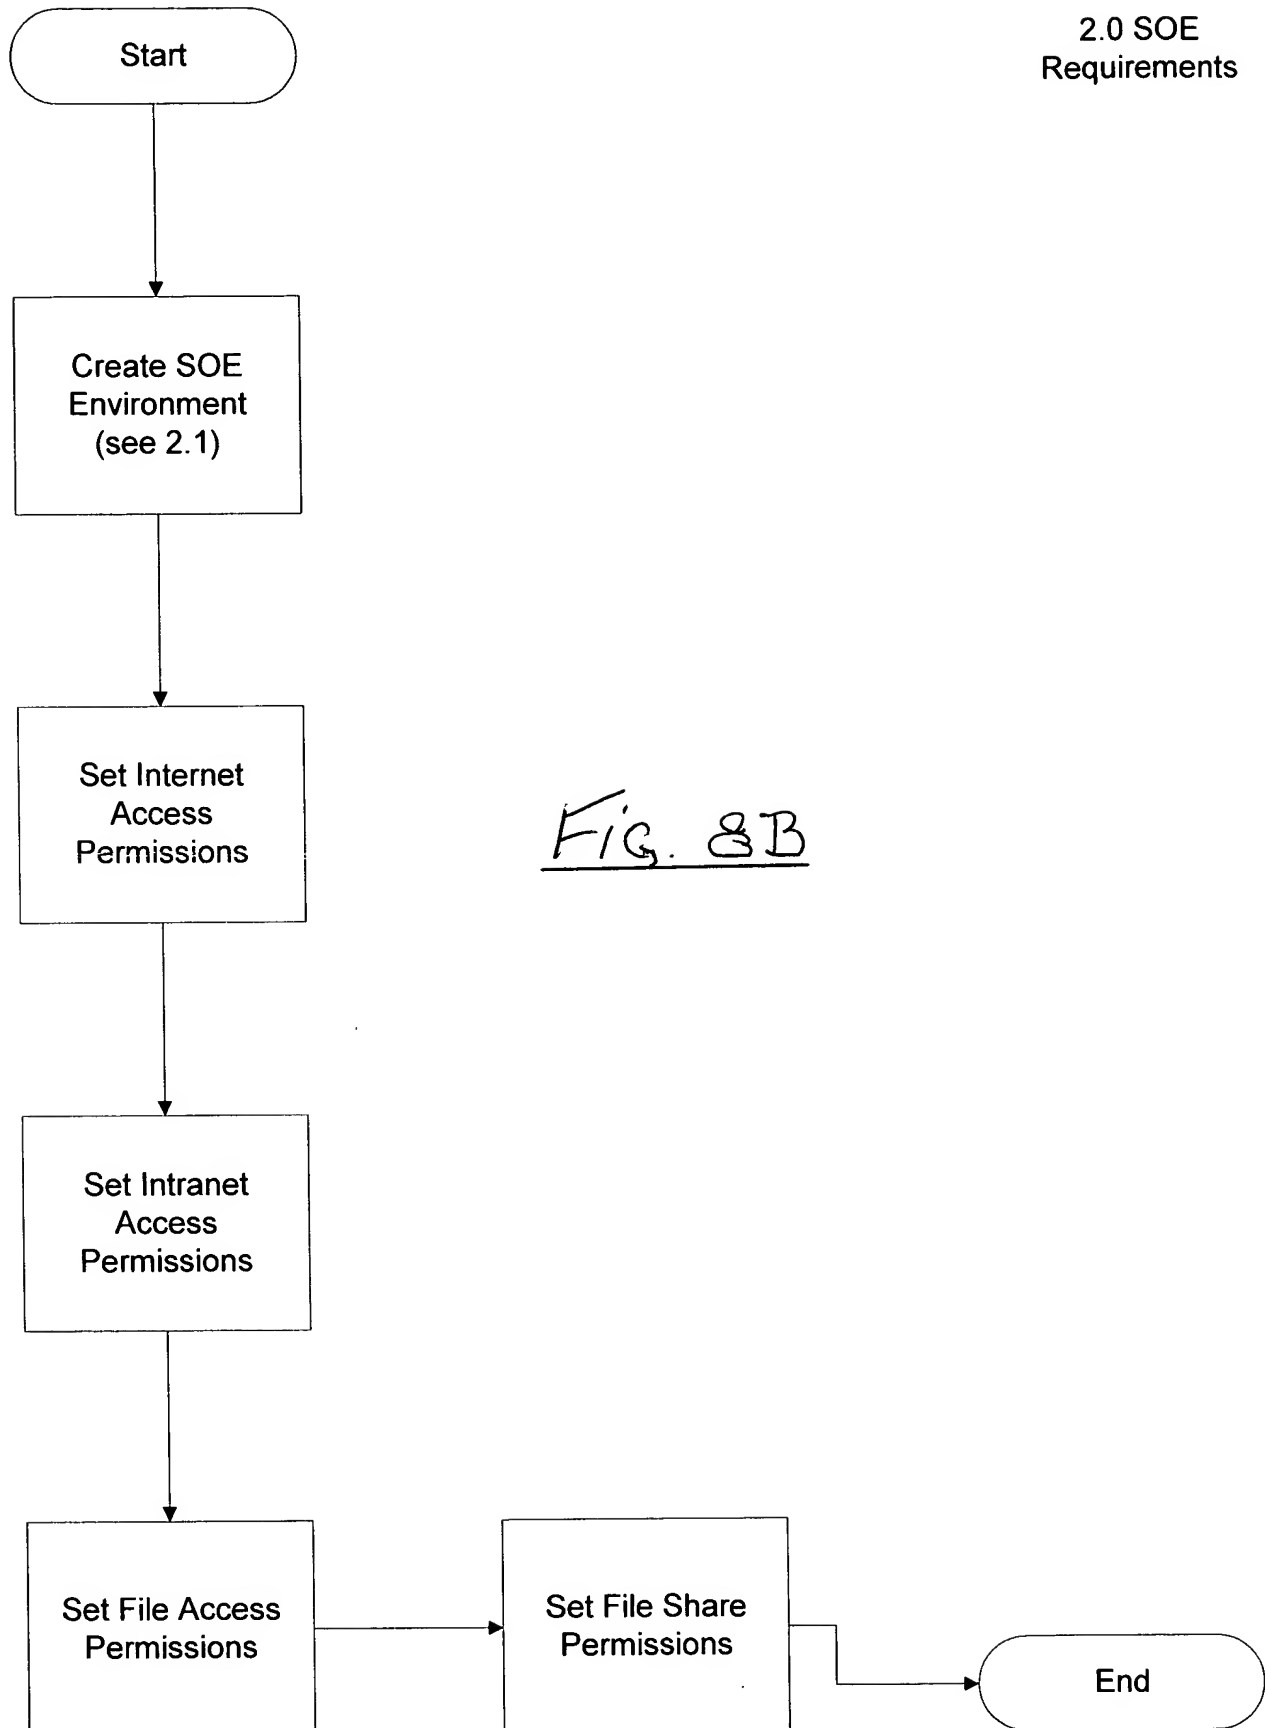 Start
2.0 SOE
Requirements
Create SOE
Environment
(see 2.1)
Set Internet
Access
Permissions
Fig. 8B
Set Intranet
Access
Permissions
Set File Access
Permissions
Set File Share
Permissions
End